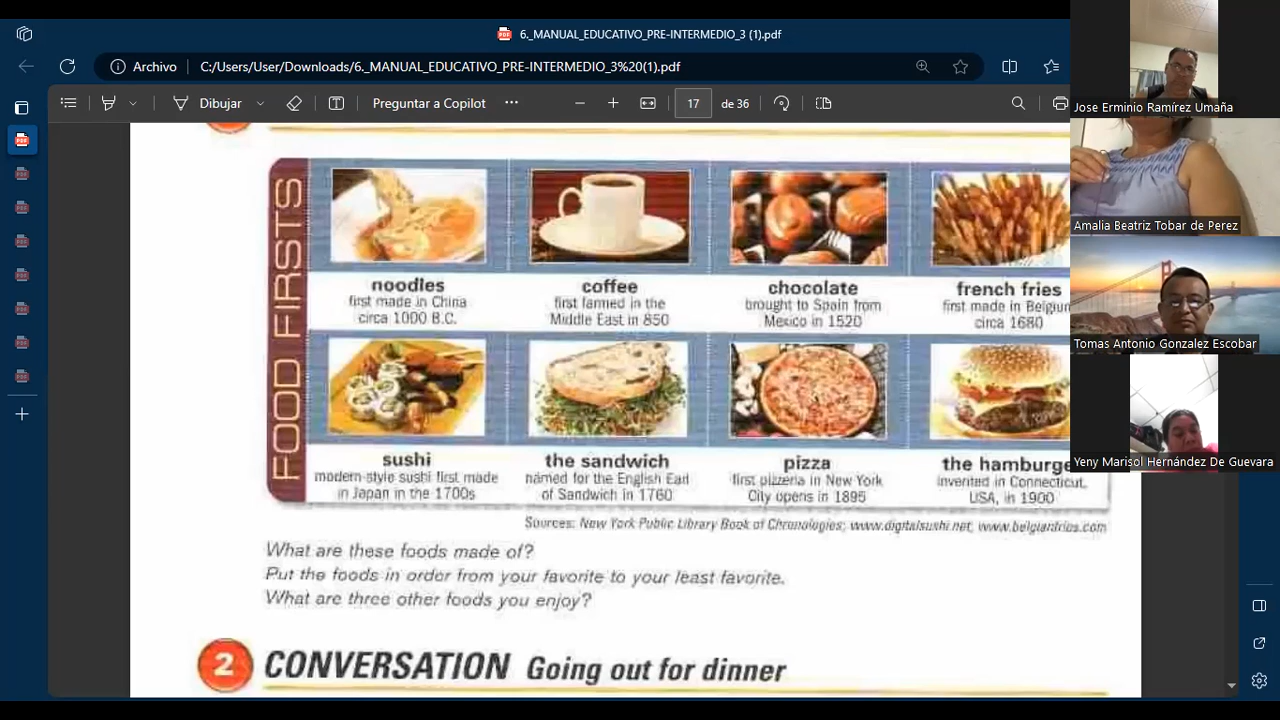 6._MANUAL_EDUCATIVO_PRE-INTERMEDIO_3 (1).pdf
Archivo
C:/Users/User/Downloads/6._MANUAL_EDUCATIVO_PRE-INTERMEDIO_3%20(1).pdf
Dibujar
Preguntar a Copilot
17
de 36
FOOD FIRSTS
noodles
first made in China
circa 1000 B.C.
coffee
first farmed in the
Middle East in 850
chocolate
brought to Spain from
Mexico in 1520
french fries
first made in Belgiu
circa 1680
sushi
modern-style sushi first made
in Japan in the 1700s
the sandwich
named for the English Earl
of Sandwich in 1760
pizza
first pizzeria in New York
City opens in 1895
the hamburge
invented in Connecticut,
USA, in 1900
Sources: New York Public Library Book of Chronologies; www.digitalsushi.net, www.belgianfries.com
What are these foods made of?
Put the foods in order from your favorite to your least favorite.
What are three other foods you enjoy?
2 CONVERSATION Going out for dinner
Jose Erminio Ramírez Umaña
Amalia Beatriz Tobar de Perez
Tomas Antonio Gonzalez Escobar
Yeny Marisol Hernández De Guevara